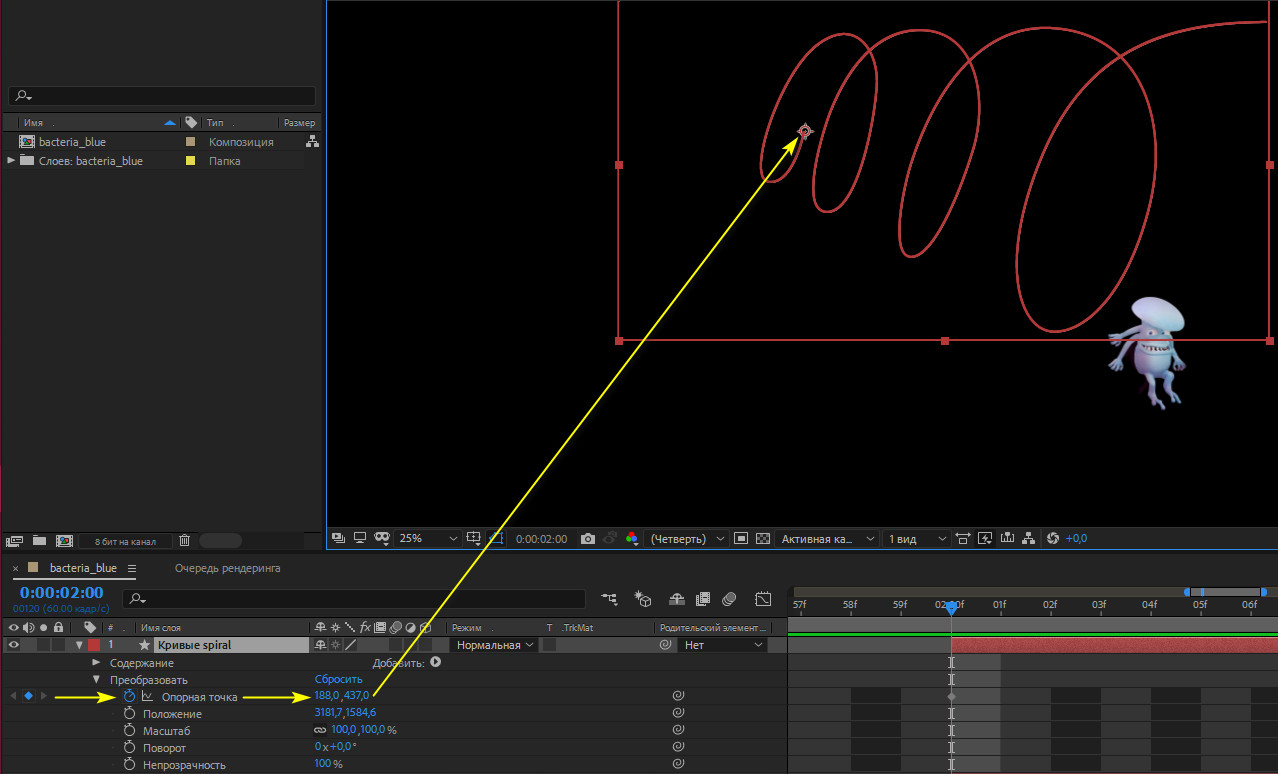 Имя
Тип
Размер
bacteria_blue
Композиция
Слоев: bacteria_blue
Папка
8 бит на канал
25%
0:00:02:00
(Четверть)
Активная ка...
1 вид
+0,0
× bacteria_blue
Очередь рендеринга
0:00:02:00
00120 (60.00 кадр/с)
57f 58f 59f 02:00f 01f 02f 03f 04f 05f 06f
# Имя слоя
fx
Режим
T .TrkMat
Родительский элемент ...
1 Кривые spiral
Нормальная
Нет
Содержание
Добавить:
Преобразовать
Сбросить
Опорная точка
188,0,437,0
Положение
3181,7,1584,6
Масштаб
100,0,100,0 %
Поворот
0 x +0,0 °
Непрозрачность
100 %